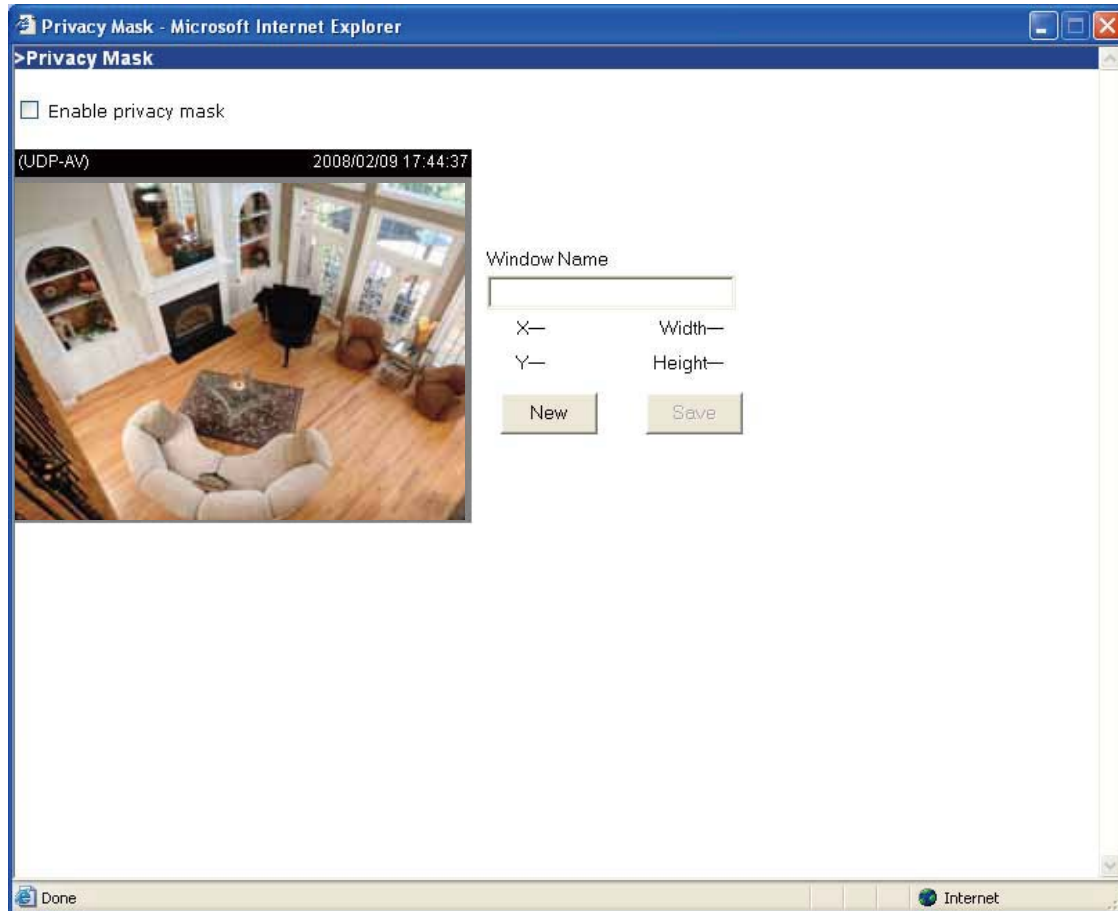 Privacy Mask - Microsoft Internet Explorer
>Privacy Mask
Enable privacy mask
(UDP-AV) 2008/02/09 17:44:37
Window Name
X— Width—
Y— Height—
New Save
Done Internet